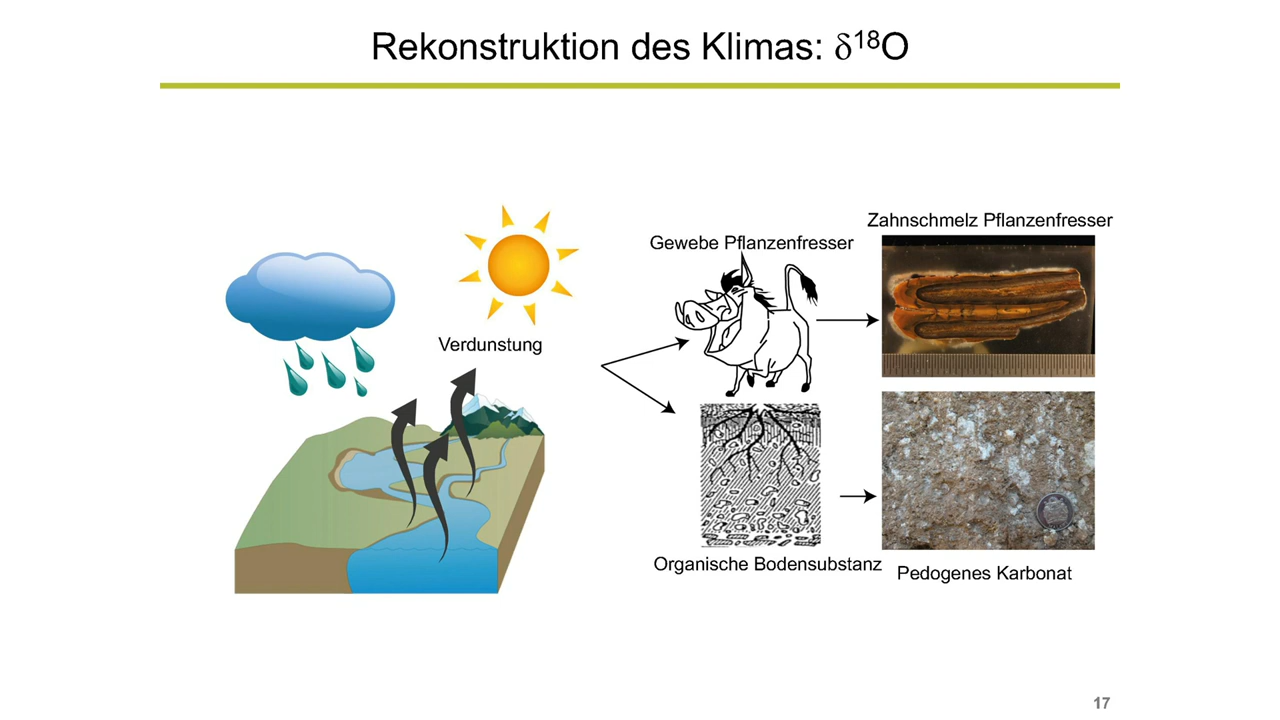 Rekonstruktion des Klimas: δ¹⁸O
Zahnschmelz Pflanzenfresser
Gewebe Pflanzenfresser
Verdunstung
Organische Bodensubstanz
Pedogenes Karbonat
17